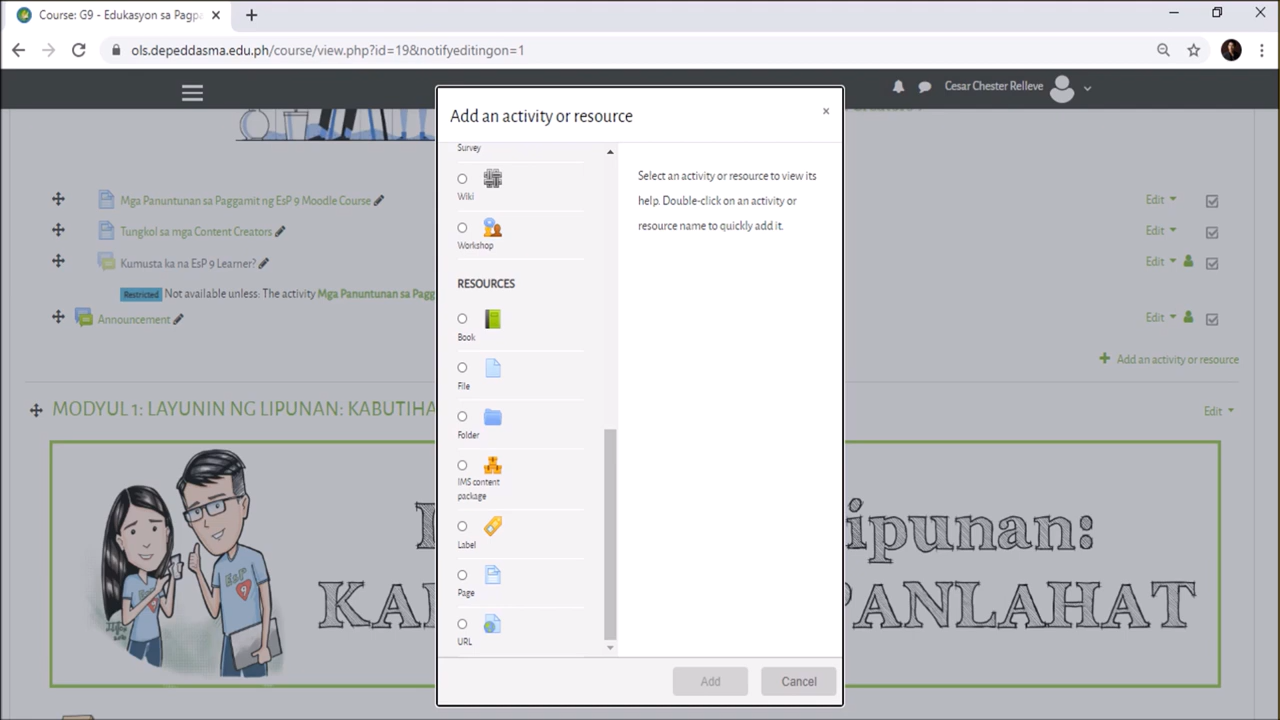 Course: G9 - Edukasyon sa Pagpa
ols.depeddasma.edu.ph/course/view.php?id=19&notifyeditingon=1
Cesar Chester Relleve
Add an activity or resource
Survey
Wiki
Workshop
RESOURCES
Book
File
Folder
IMS content
package
Label
Page
URL
Select an activity or resource to view its
help. Double-click on an activity or
resource name to quickly add it.
Add
Cancel
Mga Panuntunan sa Paggamit ng EsP 9 Moodle Course
Edit
Tungkol sa mga Content Creators
Edit
Kumusta ka na EsP 9 Learner?
Edit
Restricted Not available unless: The activity Mga Panuntunan sa Pagg
Announcement
Edit
Add an activity or resource
MODYUL 1: LAYUNIN NG LIPUNAN: KABUTIHA
Edit
EsP
9
ipunan:
KA PANLAHAT